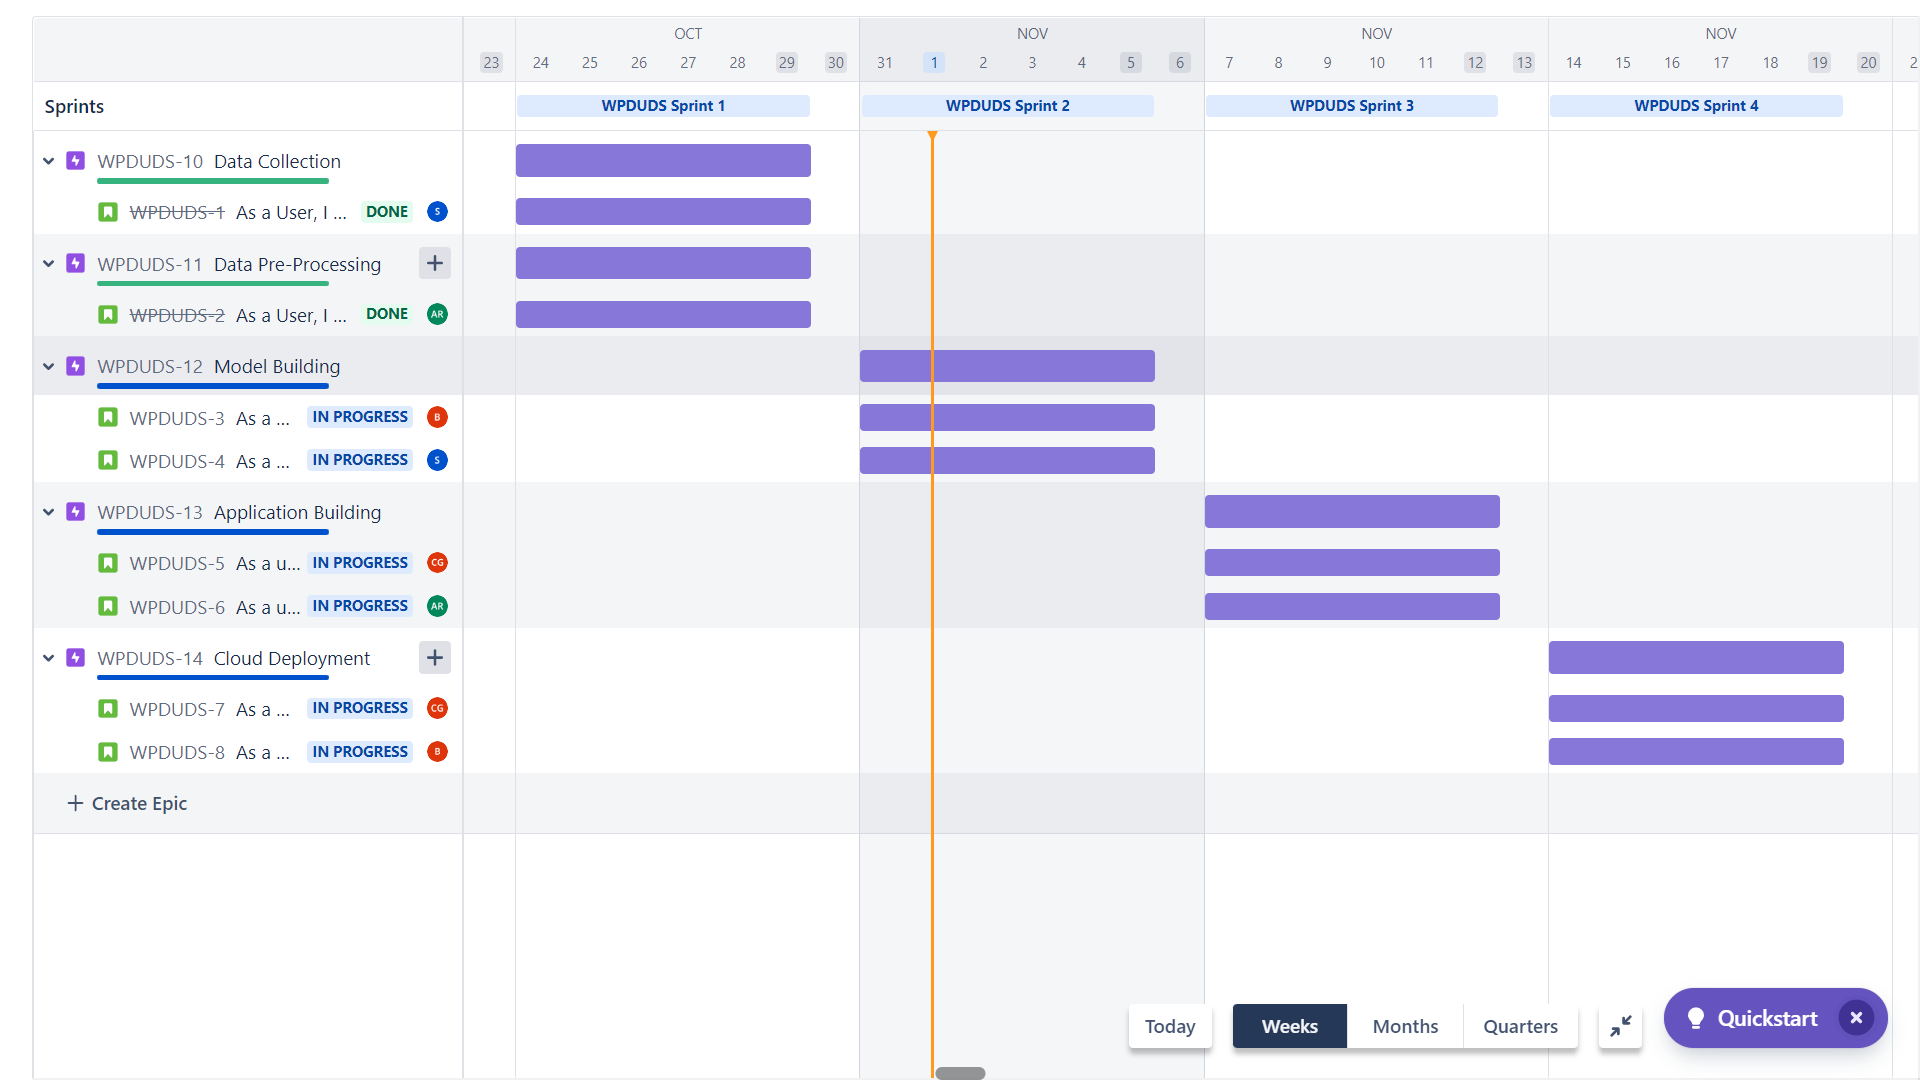 OCT NOV NOV NOV
23 24 25 26 27 28 29 30 31 1 2 3 4 5 6 7 8 9 10 11 12 13 14 15 16 17 18 19 20
Sprints WPDUDS Sprint 1 WPDUDS Sprint 2 WPDUDS Sprint 3 WPDUDS Sprint 4
WPDUDS-10 Data Collection
WPDUDS-1 As a User, I ... DONE S
WPDUDS-11 Data Pre-Processing
WPDUDS-2 As a User, I ... DONE AR
WPDUDS-12 Model Building
WPDUDS-3 As a ... IN PROGRESS B
WPDUDS-4 As a ... IN PROGRESS S
WPDUDS-13 Application Building
WPDUDS-5 As a u... IN PROGRESS CG
WPDUDS-6 As a u... IN PROGRESS AR
WPDUDS-14 Cloud Deployment
WPDUDS-7 As a ... IN PROGRESS CG
WPDUDS-8 As a ... IN PROGRESS B
Create Epic
Today Weeks Months Quarters Quickstart